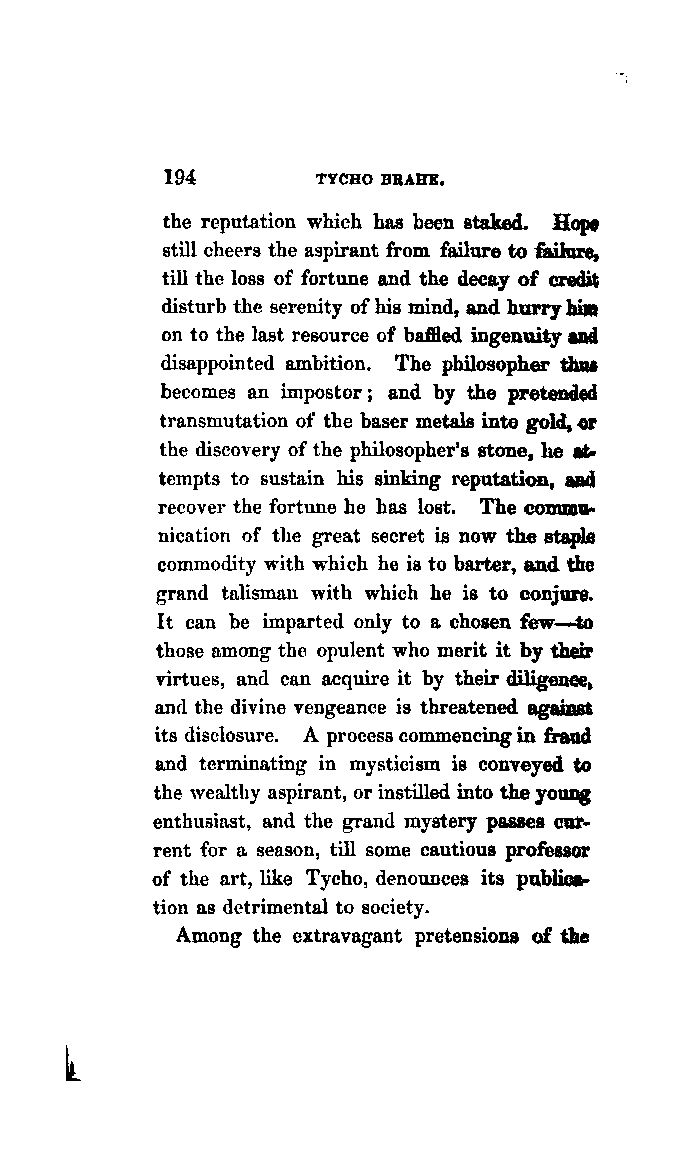 194 TYCHO BRAHE.
the reputation which has been staked. Hope
still cheers the aspirant from failure to failure,
till the loss of fortune and the decay of credit
disturb the serenity of his mind, and hurry him
on to the last resource of baffled ingenuity and
disappointed ambition. The philosopher thus
becomes an impostor; and by the pretended
transmutation of the baser metals into gold, or
the discovery of the philosopher's stone, he at-
tempts to sustain his sinking reputation, and
recover the fortune he has lost. The commu-
nication of the great secret is now the staple
commodity with which he is to barter, and the
grand talisman with which he is to conjure.
It can be imparted only to a chosen few—to
those among the opulent who merit it by their
virtues, and can acquire it by their diligence,
and the divine vengeance is threatened against
its disclosure. A process commencing in fraud
and terminating in mysticism is conveyed to
the wealthy aspirant, or instilled into the young
enthusiast, and the grand mystery passes cur-
rent for a season, till some cautious professor
of the art, like Tycho, denounces its publica-
tion as detrimental to society.
Among the extravagant pretensions of the